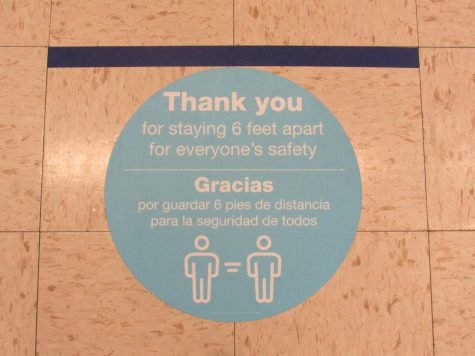 Thank you
for staying 6 feet apart
for everyone's safety
Gracias
por guardar 6 pies de distancia
para la seguridad de todos